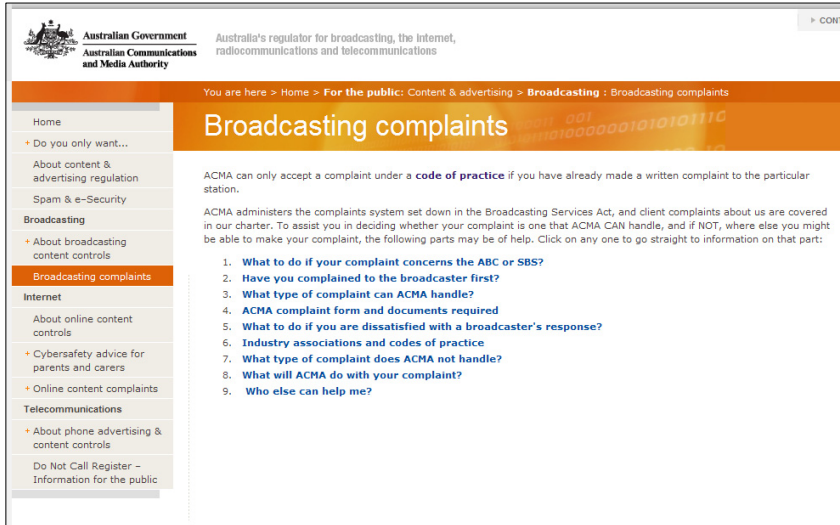 Australian Government
Australian Communications
and Media Authority
Australia's regulator for broadcasting, the internet,
radiocommunications and telecommunications
You are here > Home > For the public: Content & advertising > Broadcasting : Broadcasting complaints
Broadcasting complaints
Home
+ Do you only want...
About content &
advertising regulation
Spam & e-Security
Broadcasting
+ About broadcasting
content controls
Broadcasting complaints
Internet
About online content
controls
+ Cybersafety advice for
parents and carers
+ Online content complaints
Telecommunications
+ About phone advertising &
content controls
Do Not Call Register –
Information for the public
ACMA can only accept a complaint under a code of practice if you have already made a written complaint to the particular
station.
ACMA administers the complaints system set down in the Broadcasting Services Act, and client complaints about us are covered
in our charter. To assist you in deciding whether your complaint is one that ACMA CAN handle, and if NOT, where else you might
be able to make your complaint, the following parts may be of help. Click on any one to go straight to information on that part:
1. What to do if your complaint concerns the ABC or SBS?
2. Have you complained to the broadcaster first?
3. What type of complaint can ACMA handle?
4. ACMA complaint form and documents required
5. What to do if you are dissatisfied with a broadcaster's response?
6. Industry associations and codes of practice
7. What type of complaint does ACMA not handle?
8. What will ACMA do with your complaint?
9. Who else can help me?